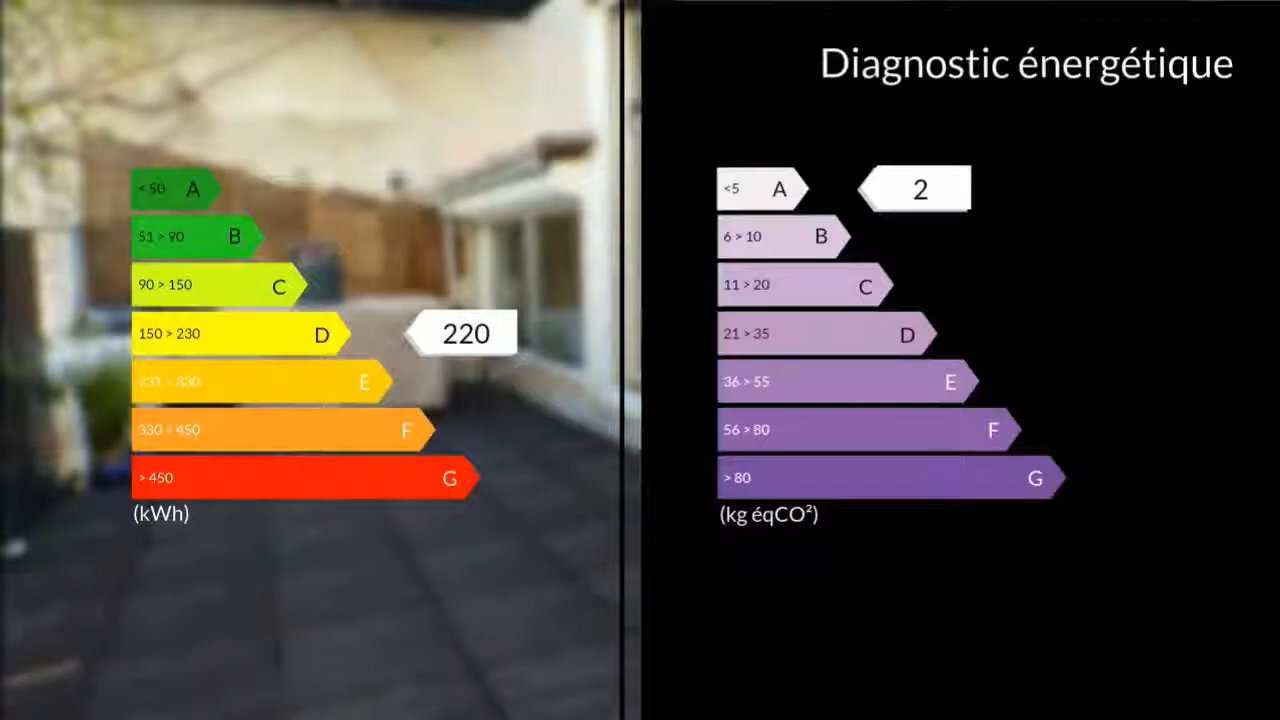 Diagnostic énergétique
<50 A
51 > 90 B
90 > 150 C
150 > 230 D
220
E
330 > 450 F
> 450 G
(kWh)
<5 A
2
6 > 10 B
11 > 20 C
21 > 35 D
36 > 55 E
56 > 80 F
> 80 G
(kg éqCO²)